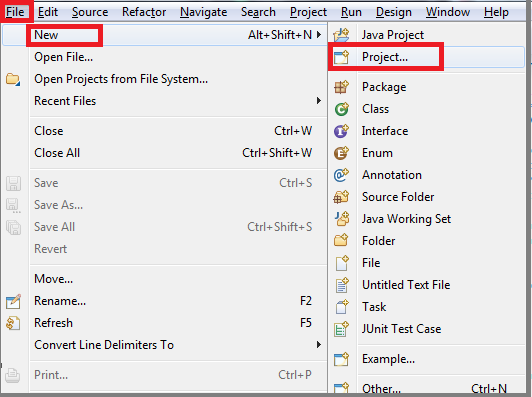 File Edit Source Refactor Navigate Search Project Run Design Window Help
New Alt+Shift+N
Open File...
Open Projects from File System...
Recent Files
Close Ctrl+W
Close All Ctrl+Shift+W
Save Ctrl+S
Save As...
Save All Ctrl+Shift+S
Revert
Move...
Rename... F2
Refresh F5
Convert Line Delimiters To
Print... Ctrl+P
Java Project
Project...
Package
Class
Interface
Enum
Annotation
Source Folder
Java Working Set
Folder
File
Untitled Text File
Task
JUnit Test Case
Example...
Other... Ctrl+N